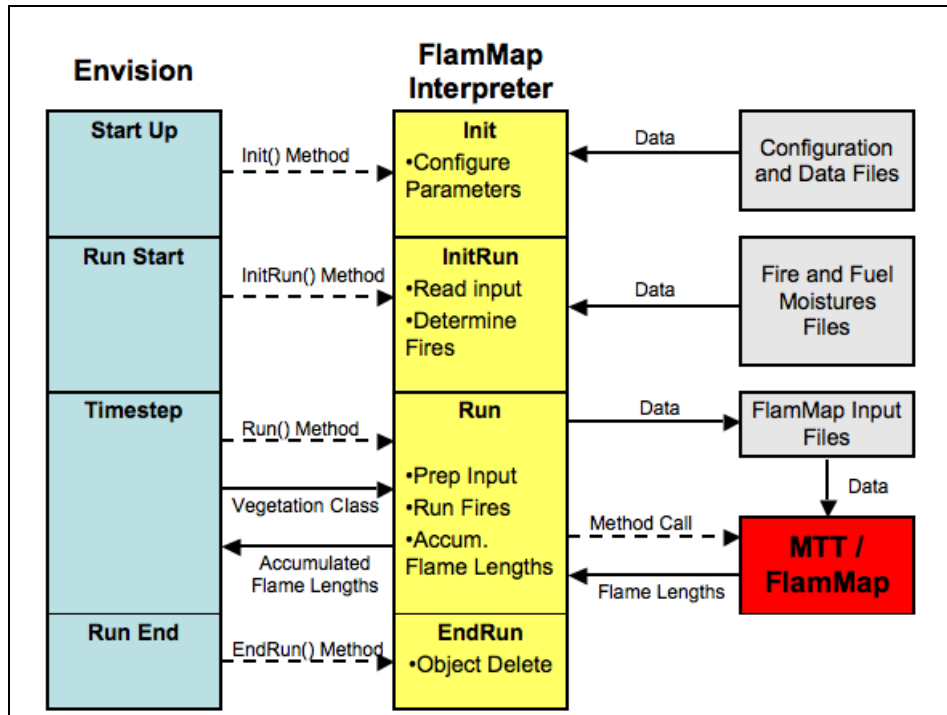 Envision
FlamMap
Interpreter
Start Up
Init() Method
Init
•Configure
Parameters
Data
Configuration
and Data Files
Run Start
InitRun() Method
InitRun
•Read input
•Determine
Fires
Data
Fire and Fuel
Moistures
Files
Timestep
Run() Method
Vegetation Class
Accumulated
Flame Lengths
Run
•Prep Input
•Run Fires
•Accum.
Flame Lengths
Data
FlamMap Input
Files
Data
Method Call
Flame Lengths
MTT /
FlamMap
Run End
EndRun() Method
EndRun
•Object Delete